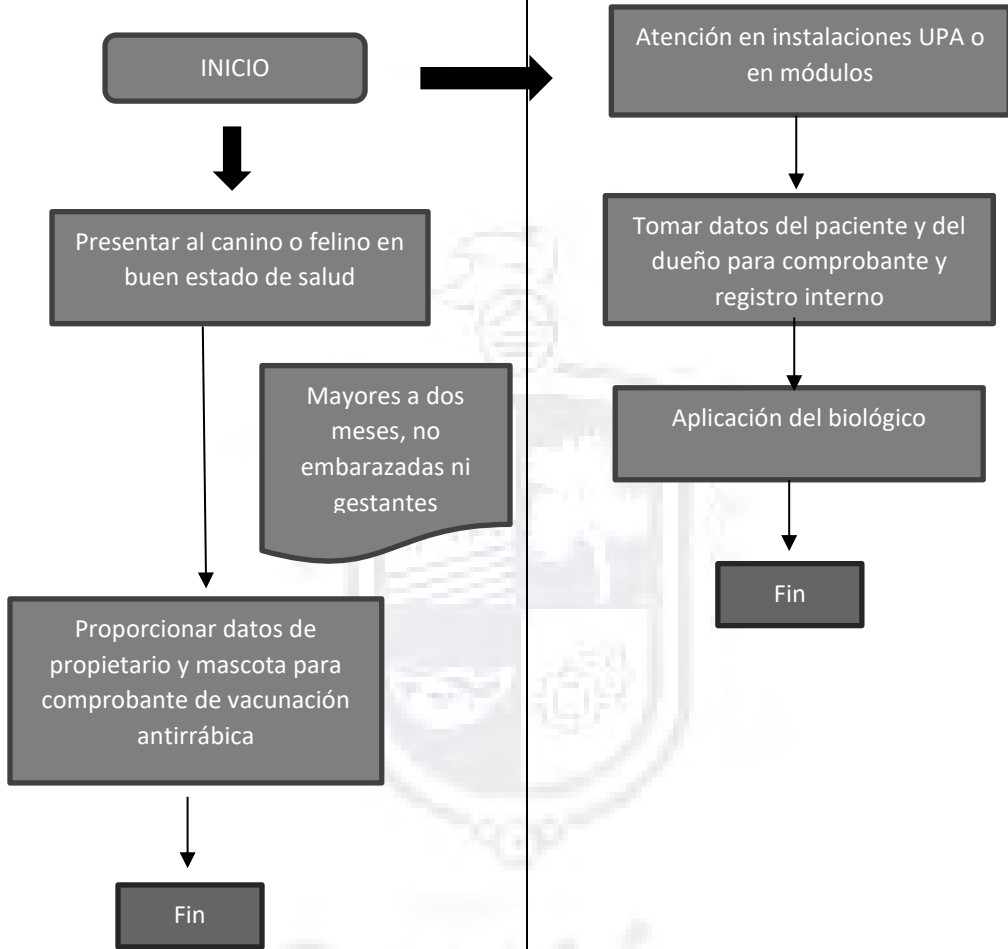 INICIO
Presentar al canino o felino en
buen estado de salud
Mayores a dos
meses, no
embarazadas ni
gestantes
Proporcionar datos de
propietario y mascota para
comprobante de vacunación
antirrábica
Fin
Atención en instalaciones UPA o
en módulos
Tomar datos del paciente y del
dueño para comprobante y
registro interno
Aplicación del biológico
Fin